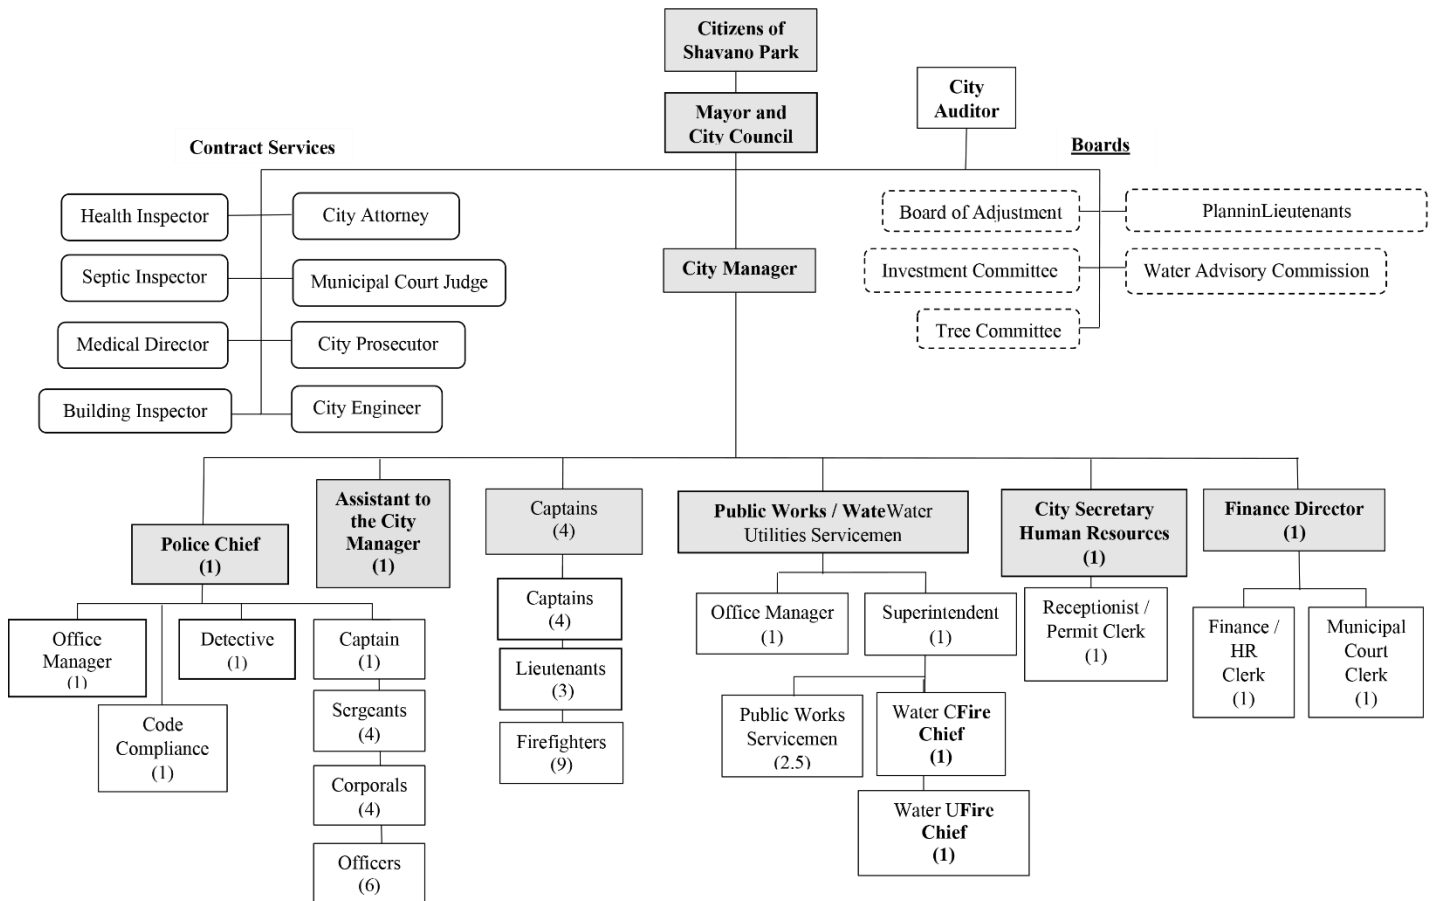 Citizens of
Shavano Park
Mayor and
City Council
City
Auditor
Contract Services
Boards
Health Inspector
City Attorney
Board of Adjustment
PlanninLieutenants
Septic Inspector
Municipal Court Judge
City Manager
Investment Committee
Water Advisory Commission
Medical Director
City Prosecutor
Tree Committee
Building Inspector
City Engineer
Police Chief
(1)
Assistant to
the City
Manager
(1)
Captains
(4)
Public Works / WateWater
Utilities Servicemen
City Secretary
Human Resources
(1)
Finance Director
(1)
Office
Manager
(1)
Code
Compliance
(1)
Detective
(1)
Captain
(1)
Sergeants
(4)
Corporals
(4)
Officers
(6)
Captains
(4)
Lieutenants
(3)
Firefighters
(9)
Office Manager
(1)
Superintendent
(1)
Public Works
Servicemen
(2.5)
Water CFire
Chief
(1)
Water UFire
Chief
(1)
Receptionist /
Permit Clerk
(1)
Finance /
HR
Clerk
(1)
Municipal
Court
Clerk
(1)